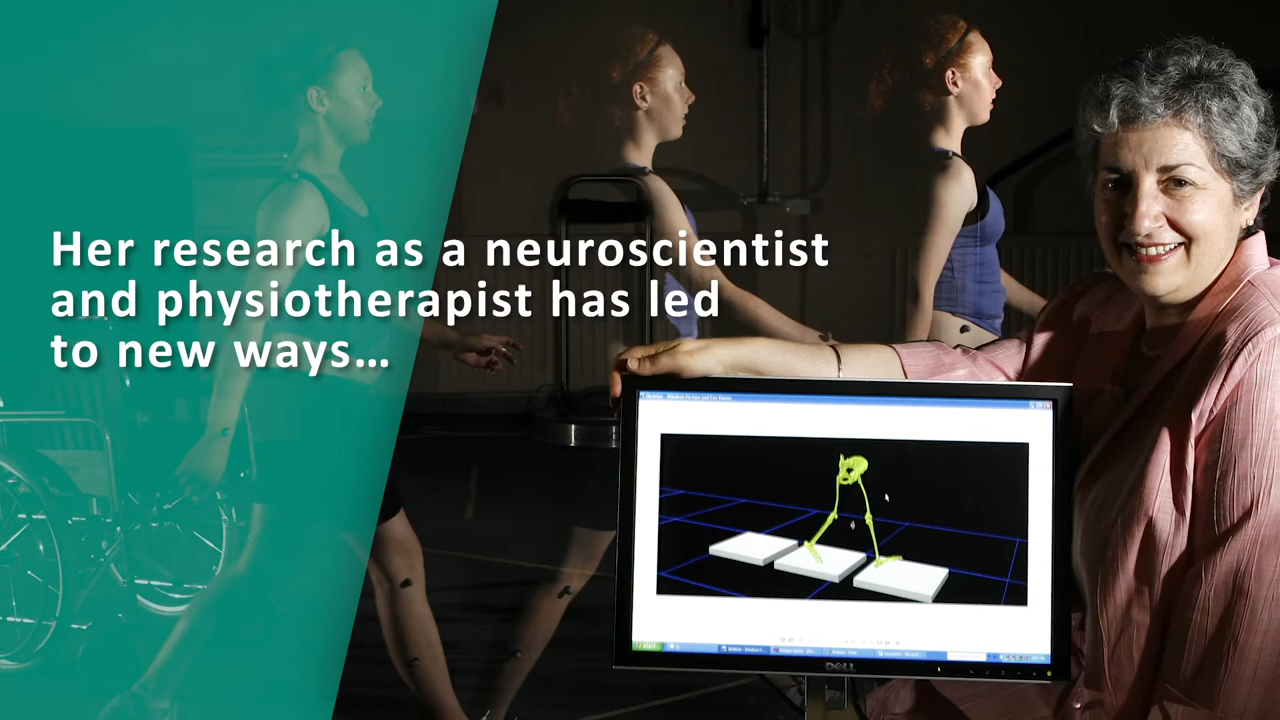 Her research as a neuroscientist
and physiotherapist has led
to new ways…
DELL